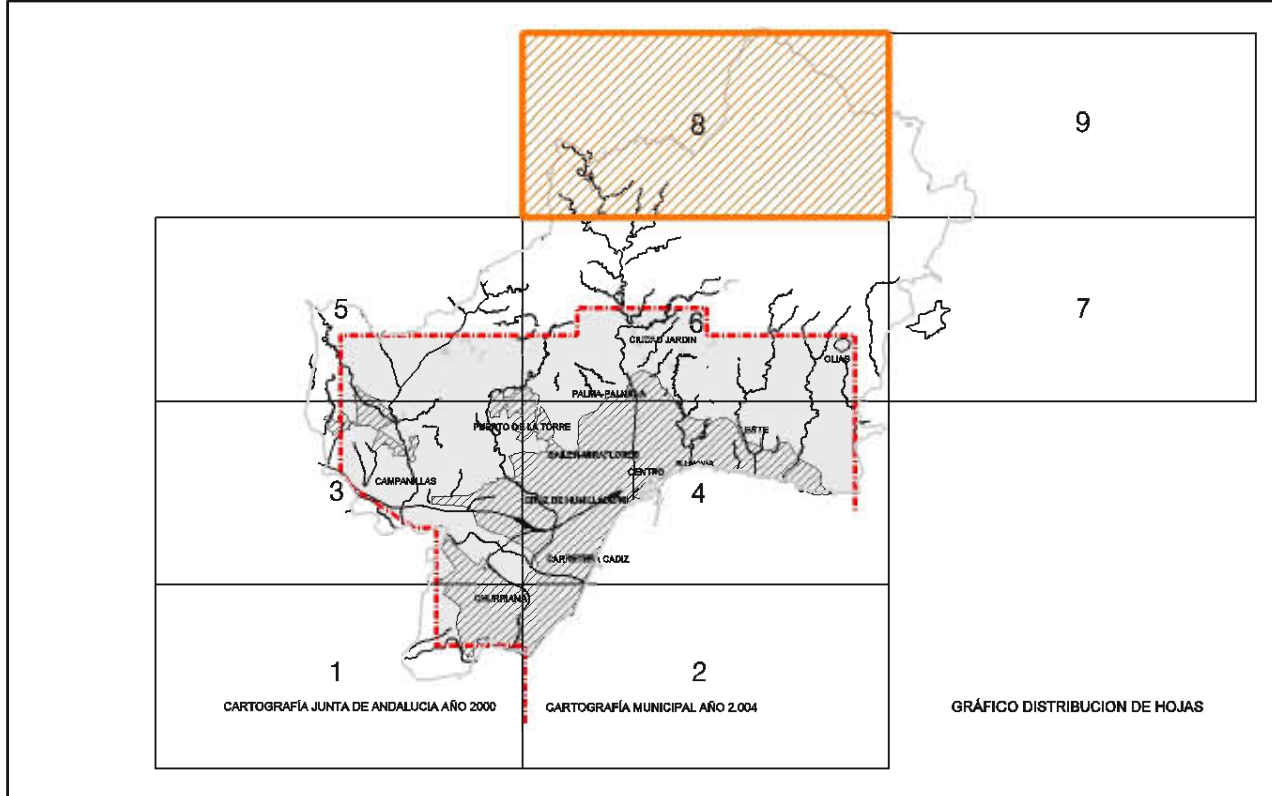 8
9
5
6
7
CIUDAD JARDIN
OLIAS
PALMA-PALMILLA
PUERTO DE LA TORRE
ESTE
BAILEN-MIRAFLORES
CENTRO
CAMPANILLAS
3
4
CRUZ DE HUMILLADERO
CARRETERA CADIZ
CHURRIANA
1
2
CARTOGRAFÍA JUNTA DE ANDALUCIA AÑO 2000
CARTOGRAFÍA MUNICIPAL AÑO 2.004
GRÁFICO DISTRIBUCION DE HOJAS